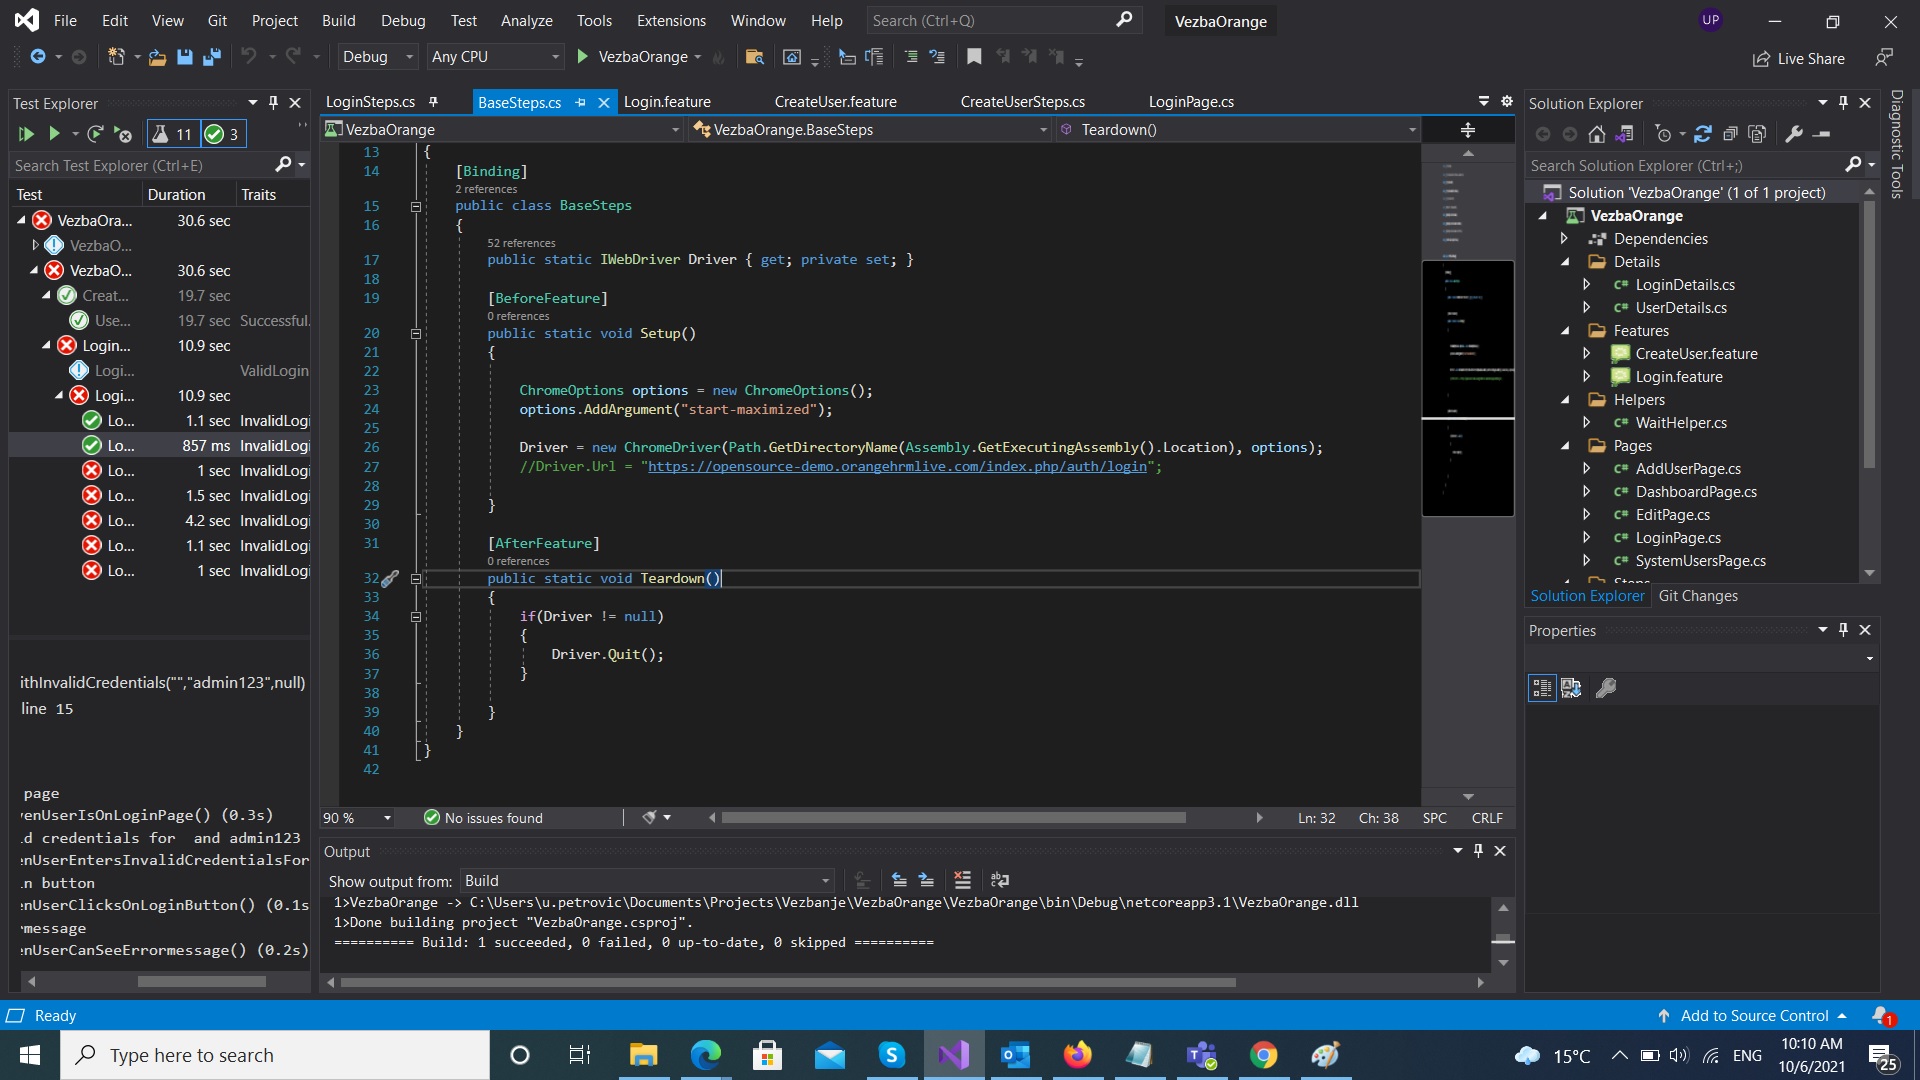 File Edit View Git Project Build Debug Test Analyze Tools Extensions Window Help Search (Ctrl+Q) VezbaOrange UP
Debug Any CPU VezbaOrange Live Share
Test Explorer
11 3
Search Test Explorer (Ctrl+E)
Test Duration Traits
VezbaOra... 30.6 sec
VezbaO...
VezbaO... 30.6 sec
Creat... 19.7 sec
Use... 19.7 sec Successful.
Login... 10.9 sec
Logi... ValidLogin
Logi... 10.9 sec
Lo... 1.1 sec InvalidLogi
Lo... 857 ms InvalidLogi
Lo... 1 sec InvalidLogi
Lo... 1.5 sec InvalidLogi
Lo... 4.2 sec InvalidLogi
Lo... 1.1 sec InvalidLogi
Lo... 1 sec InvalidLogi
ithInvalidCredentials("","admin123",null)
line 15
page
enUserIsOnLoginPage() (0.3s)
d credentials for and admin123
enUserEntersInvalidCredentialsFor
n button
enUserClicksOnLoginButton() (0.1s
message
enUserCanSeeErrormessage() (0.2s)
LoginSteps.cs BaseSteps.cs Login.feature CreateUser.feature CreateUserSteps.cs LoginPage.cs
VezbaOrange VezbaOrange.BaseSteps Teardown()
13 {
14 [Binding]
2 references
15 public class BaseSteps
16 {
52 references
17 public static IWebDriver Driver { get; private set; }
18
19 [BeforeFeature]
0 references
20 public static void Setup()
21 {
22
23 ChromeOptions options = new ChromeOptions();
24 options.AddArgument("start-maximized");
25
26 Driver = new ChromeDriver(Path.GetDirectoryName(Assembly.GetExecutingAssembly().Location), options);
27 //Driver.Url = "https://opensource-demo.orangehrmlive.com/index.php/auth/login";
28
29 }
30
31 [AfterFeature]
0 references
32 public static void Teardown()
33 {
34 if(Driver != null)
35 {
36 Driver.Quit();
37 }
38
39 }
40 }
41 }
42
90 % No issues found Ln: 32 Ch: 38 SPC CRLF
Output
Show output from: Build
1>VezbaOrange -> C:\Users\u.petrovic\Documents\Projects\Vezbanje\VezbaOrange\VezbaOrange\bin\Debug\netcoreapp3.1\VezbaOrange.dll
1>Done building project "VezbaOrange.csproj".
========== Build: 1 succeeded, 0 failed, 0 up-to-date, 0 skipped ==========
Solution Explorer
Search Solution Explorer (Ctrl+;)
Solution 'VezbaOrange' (1 of 1 project)
VezbaOrange
Dependencies
Details
C# LoginDetails.cs
C# UserDetails.cs
Features
CreateUser.feature
Login.feature
Helpers
C# WaitHelper.cs
Pages
C# AddUserPage.cs
C# DashboardPage.cs
C# EditPage.cs
C# LoginPage.cs
C# SystemUsersPage.cs
Steps
Solution Explorer Git Changes
Properties
Diagnostic Tools
Ready Add to Source Control 1
Type here to search 15°C ENG 10:10 AM
10/6/2021 25